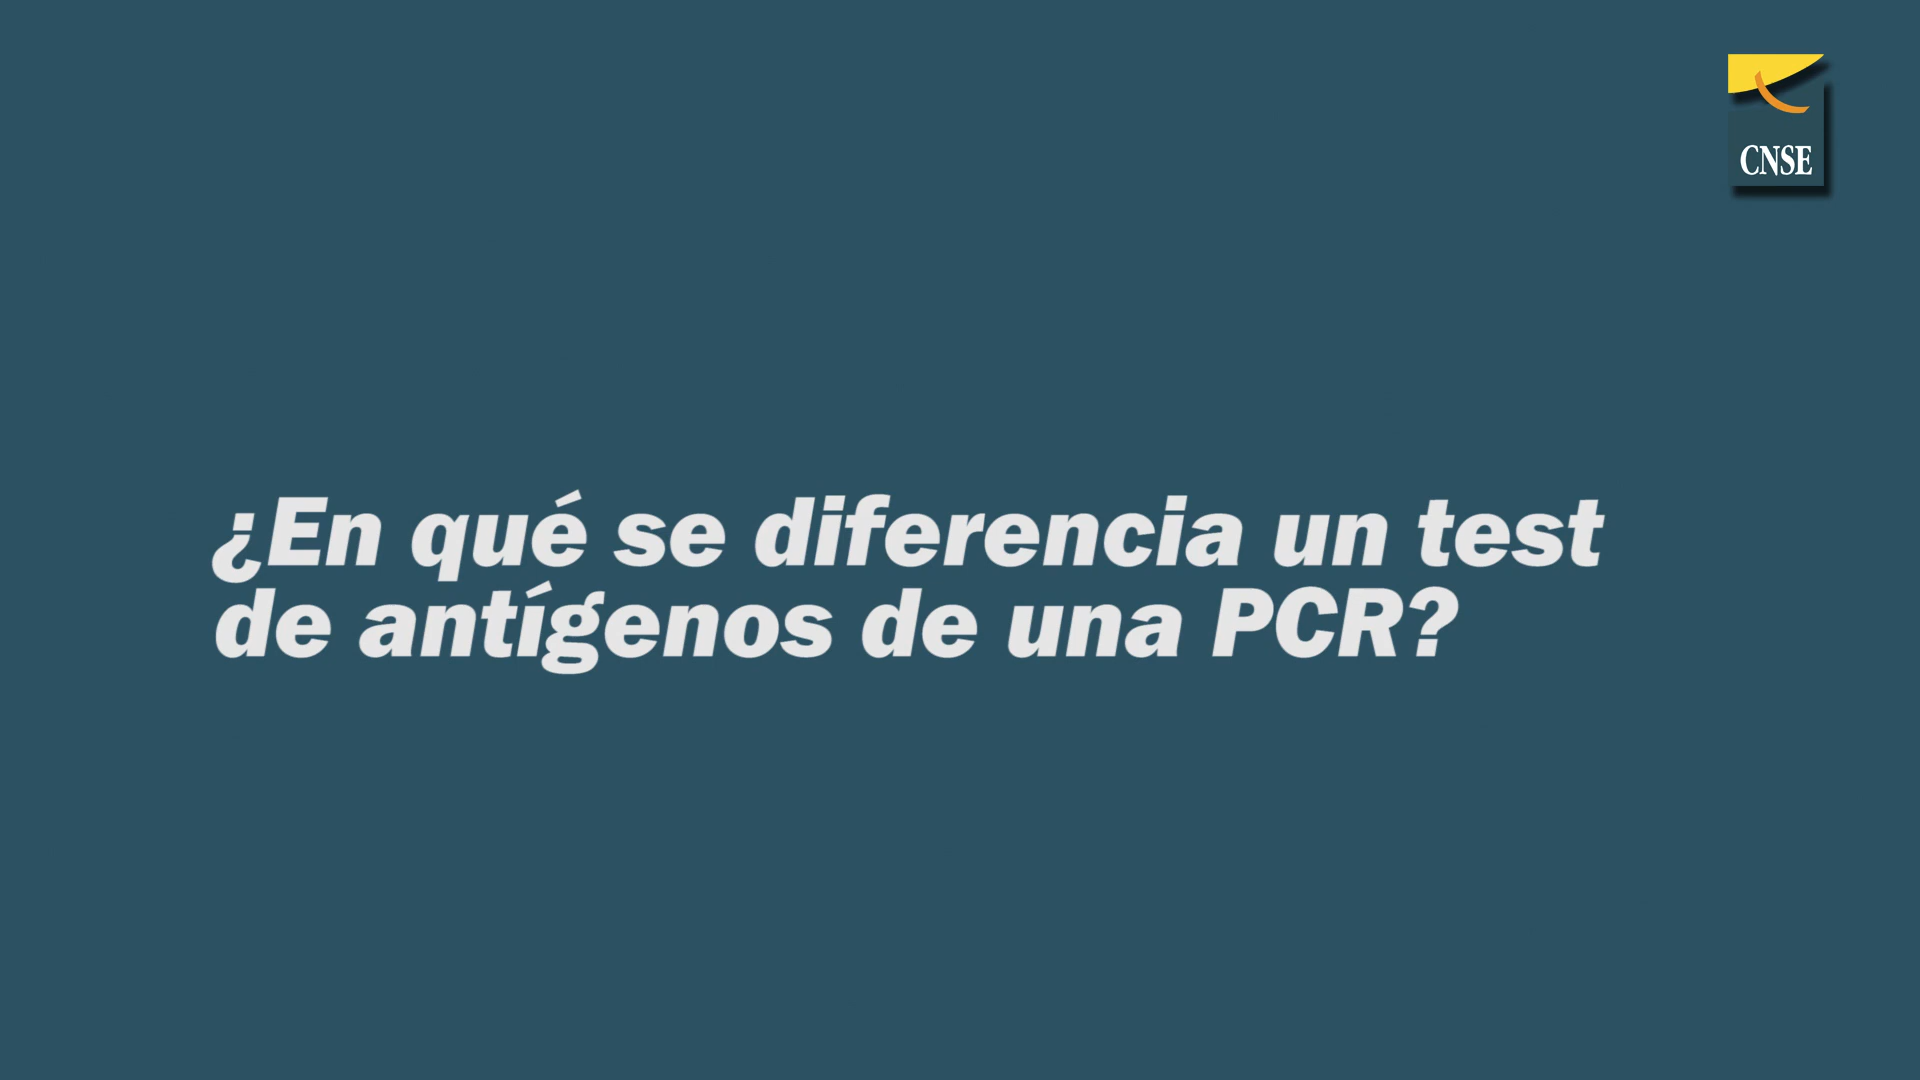 CNSE
¿En qué se diferencia un test
de antígenos de una PCR?